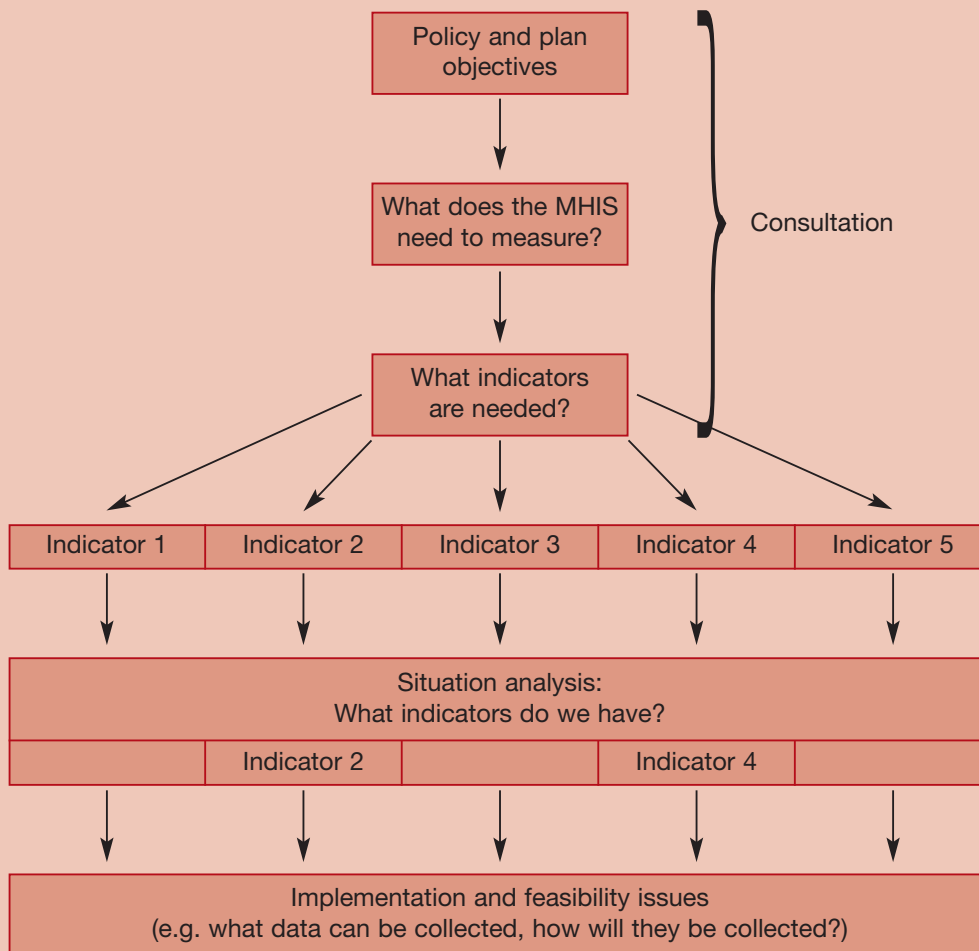 Policy and plan
objectives
What does the MHIS
need to measure?
Consultation
What indicators
are needed?
Indicator 1
Indicator 2
Indicator 3
Indicator 4
Indicator 5
Situation analysis:
What indicators do we have?
Indicator 2
Indicator 4
Implementation and feasibility issues
(e.g. what data can be collected, how will they be collected?)